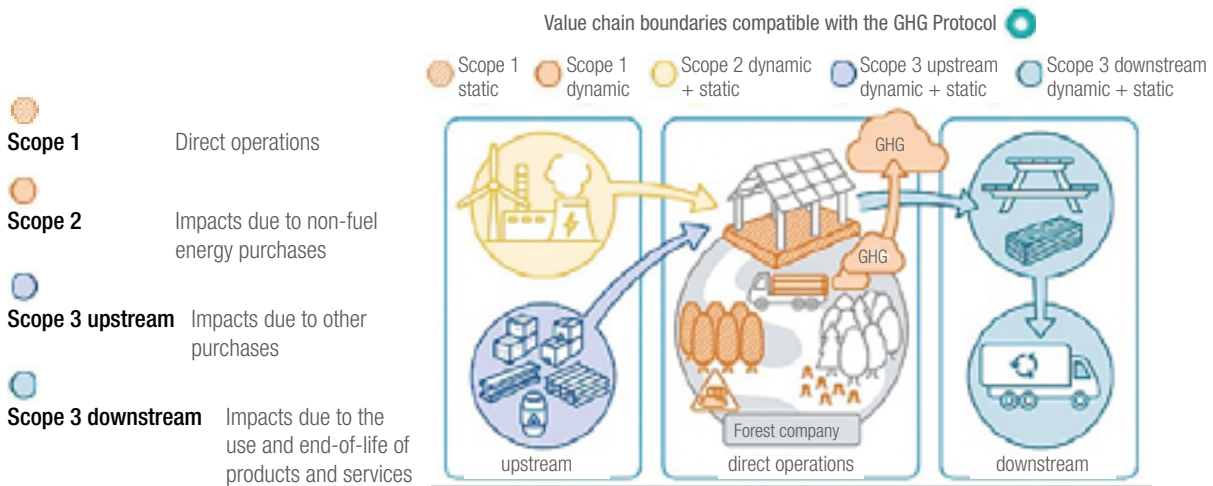 Value chain boundaries compatible with the GHG Protocol
Scope 1
static
Scope 1
dynamic
Scope 2 dynamic
+ static
Scope 3 upstream
dynamic + static
Scope 3 downstream
dynamic + static
Scope 1 Direct operations
Scope 2 Impacts due to non-fuel
energy purchases
Scope 3 upstream Impacts due to other
purchases
Scope 3 downstream Impacts due to the
use and end-of-life of
products and services
GHG
GHG
Forest company
upstream
direct operations
downstream